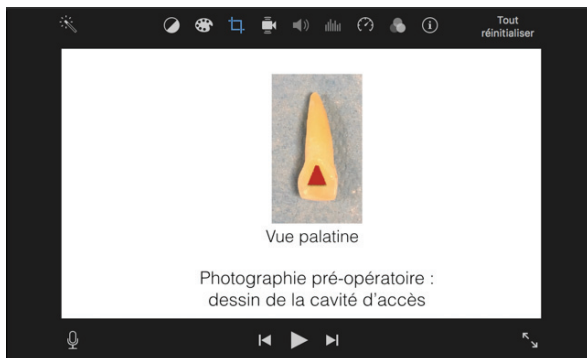 Tout
réinitialiser
Vue palatine
Photographie pré-opératoire :
dessin de la cavité d'accès